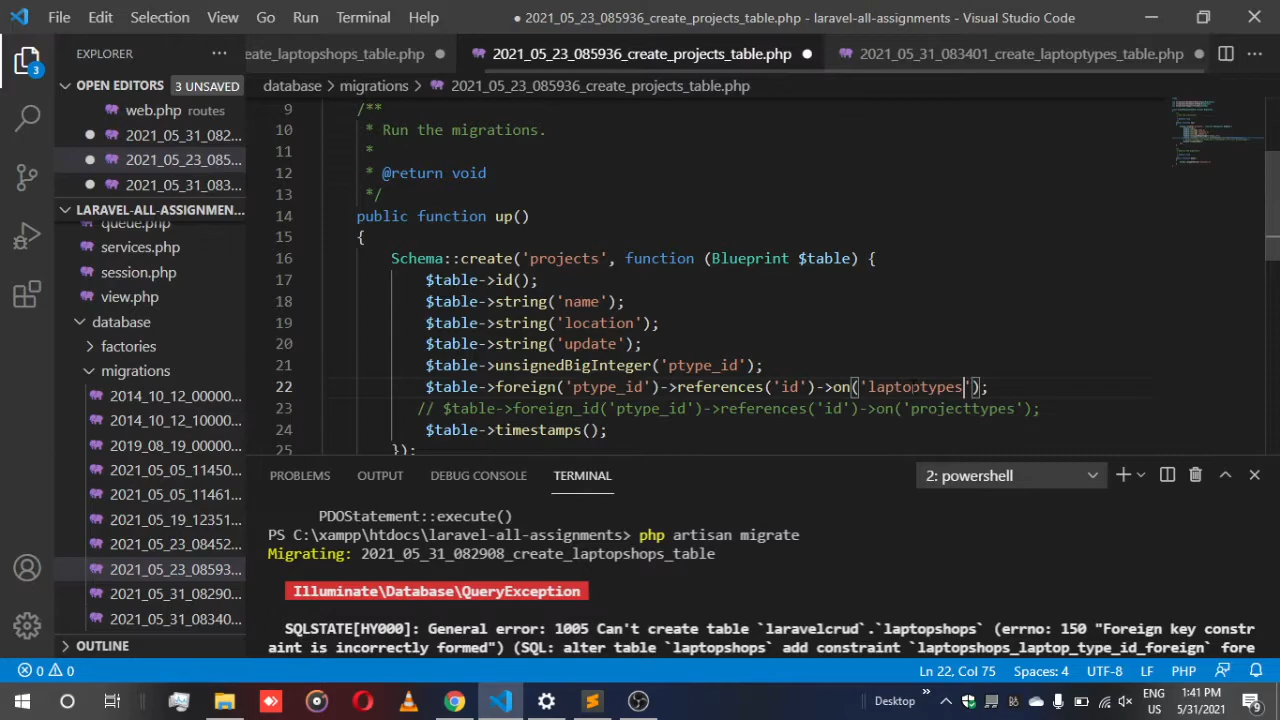 File Edit Selection View Go Run Terminal Help
● 2021_05_23_085936_create_projects_table.php - laravel-all-assignments - Visual Studio Code
EXPLORER
eate_laptopshops_table.php
2021_05_23_085936_create_projects_table.php
2021_05_31_083401_create_laptoptypes_table.php
3
OPEN EDITORS
3 UNSAVED
database > migrations > 2021_05_23_085936_create_projects_table.php
web.php routes
2021_05_31_082...
2021_05_23_085...
2021_05_31_083...
LARAVEL-ALL-ASSIGNMEN...
queue.php
services.php
session.php
view.php
database
factories
migrations
2014_10_12_00000...
2014_10_12_10000...
2019_08_19_00000...
2021_05_05_11450...
2021_05_05_11461...
2021_05_19_12351...
2021_05_23_08452...
2021_05_23_08593...
2021_05_31_08290...
2021_05_31_08340...
OUTLINE
9 /**
10 * Run the migrations.
11 *
12 * @return void
13 */
14 public function up()
15 {
16 Schema::create('projects', function (Blueprint $table) {
17 $table->id();
18 $table->string('name');
19 $table->string('location');
20 $table->string('update');
21 $table->unsignedBigInteger('ptype_id');
22 $table->foreign('ptype_id')->references('id')->on('laptoptypes');
23 // $table->foreign_id('ptype_id')->references('id')->on('projecttypes');
24 $table->timestamps();
25 });
PROBLEMS OUTPUT DEBUG CONSOLE TERMINAL
2: powershell
PDOStatement::execute()
PS C:\xampp\htdocs\laravel-all-assignments> php artisan migrate
Migrating: 2021_05_31_082908_create_laptopshops_table
Illuminate\Database\QueryException
SQLSTATE[HY000]: General error: 1005 Can't create table `laravelcrud`.`laptopshops` (errno: 150 "Foreign key constr
aint is incorrectly formed") (SQL: alter table `laptopshops` add constraint `laptopshops_laptop_type_id_foreign` fore
0 0
Ln 22, Col 75 Spaces: 4 UTF-8 LF PHP
Desktop
ENG
US
1:41 PM
5/31/2021
9